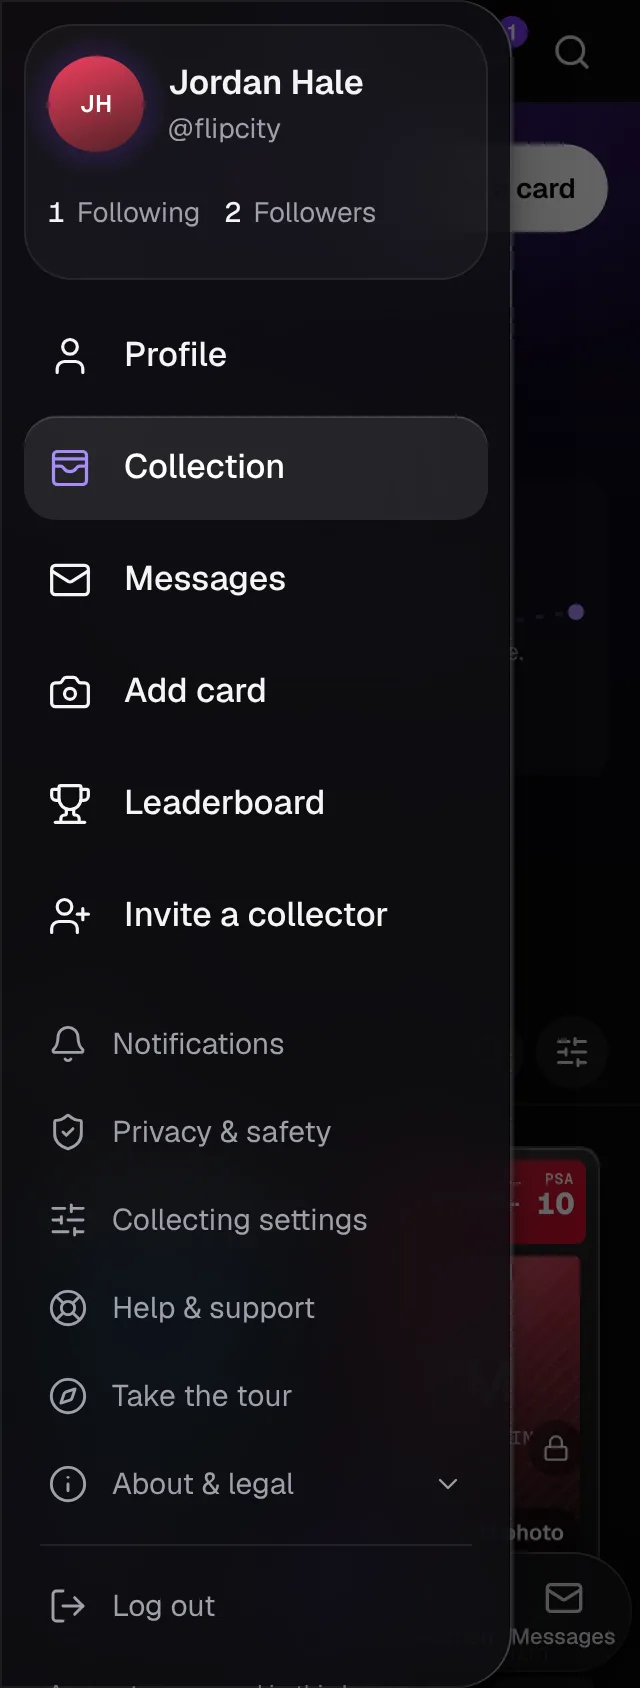 JH
Jordan Hale
@flipcity
1 Following 2 Followers
1
card
Profile
Collection
Messages
Add card
Leaderboard
Invite a collector
Notifications
Privacy & safety
Collecting settings
PSA
10
Help & support
Take the tour
About & legal
photo
Log out
Messages